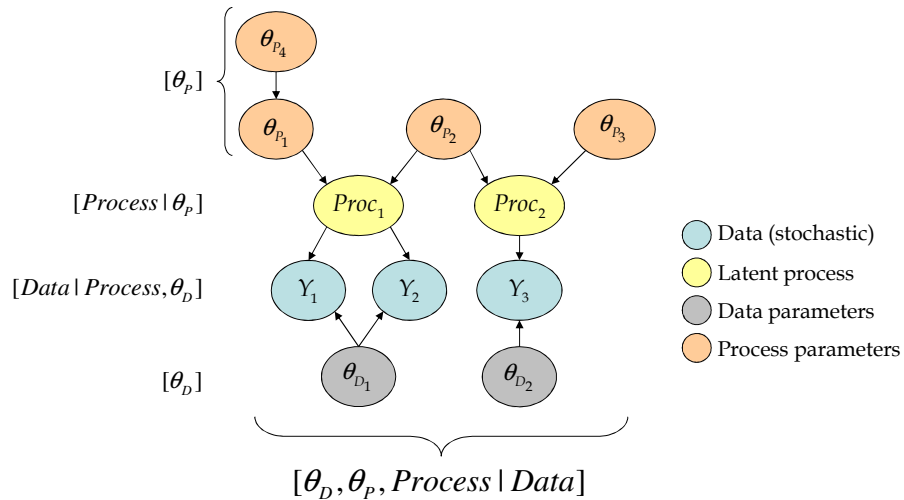 θP4
[θP]
θP1 θP2 θP3
[Process | θP] Proc1 Proc2
Data (stochastic)
Latent process
[Data | Process, θD] Y1 Y2 Y3
Data parameters
Process parameters
[θD] θD1 θD2
[θD, θP, Process | Data]